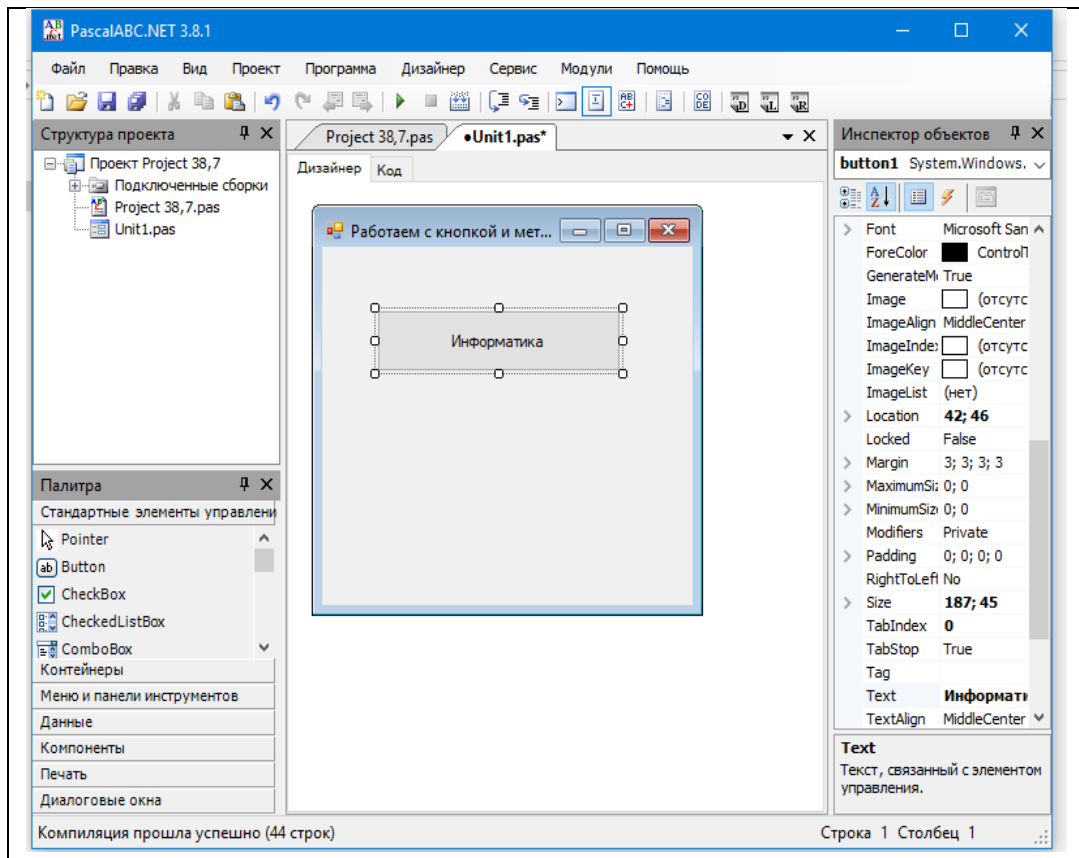 PascalABC.NET 3.8.1
Файл Правка Вид Проект Программа Дизайнер Сервис Модули Помощь
Структура проекта
Проект Project 38,7
Подключенные сборки
Project 38,7.pas
Unit1.pas
Палитра
Стандартные элементы управлени
Pointer
Button
CheckBox
CheckedListBox
ComboBox
Контейнеры
Меню и панели инструментов
Данные
Компоненты
Печать
Диалоговые окна
Project 38,7.pas •Unit1.pas*
Дизайнер Код
Работаем с кнопкой и мет...
Информатика
Инспектор объектов
button1 System.Windows.
Font Microsoft San
ForeColor ControlT
GenerateM True
Image (отсутс
ImageAlign MiddleCenter
ImageInde (отсутс
ImageKey (отсутс
ImageList (нет)
Location 42; 46
Locked False
Margin 3; 3; 3; 3
MaximumSi 0; 0
MinimumSiz 0; 0
Modifiers Private
Padding 0; 0; 0; 0
RightToLeft No
Size 187; 45
TabIndex 0
TabStop True
Tag
Text Информати
TextAlign MiddleCenter
Text
Текст, связанный с элементом
управления.
Компиляция прошла успешно (44 строк) Строка 1 Столбец 1